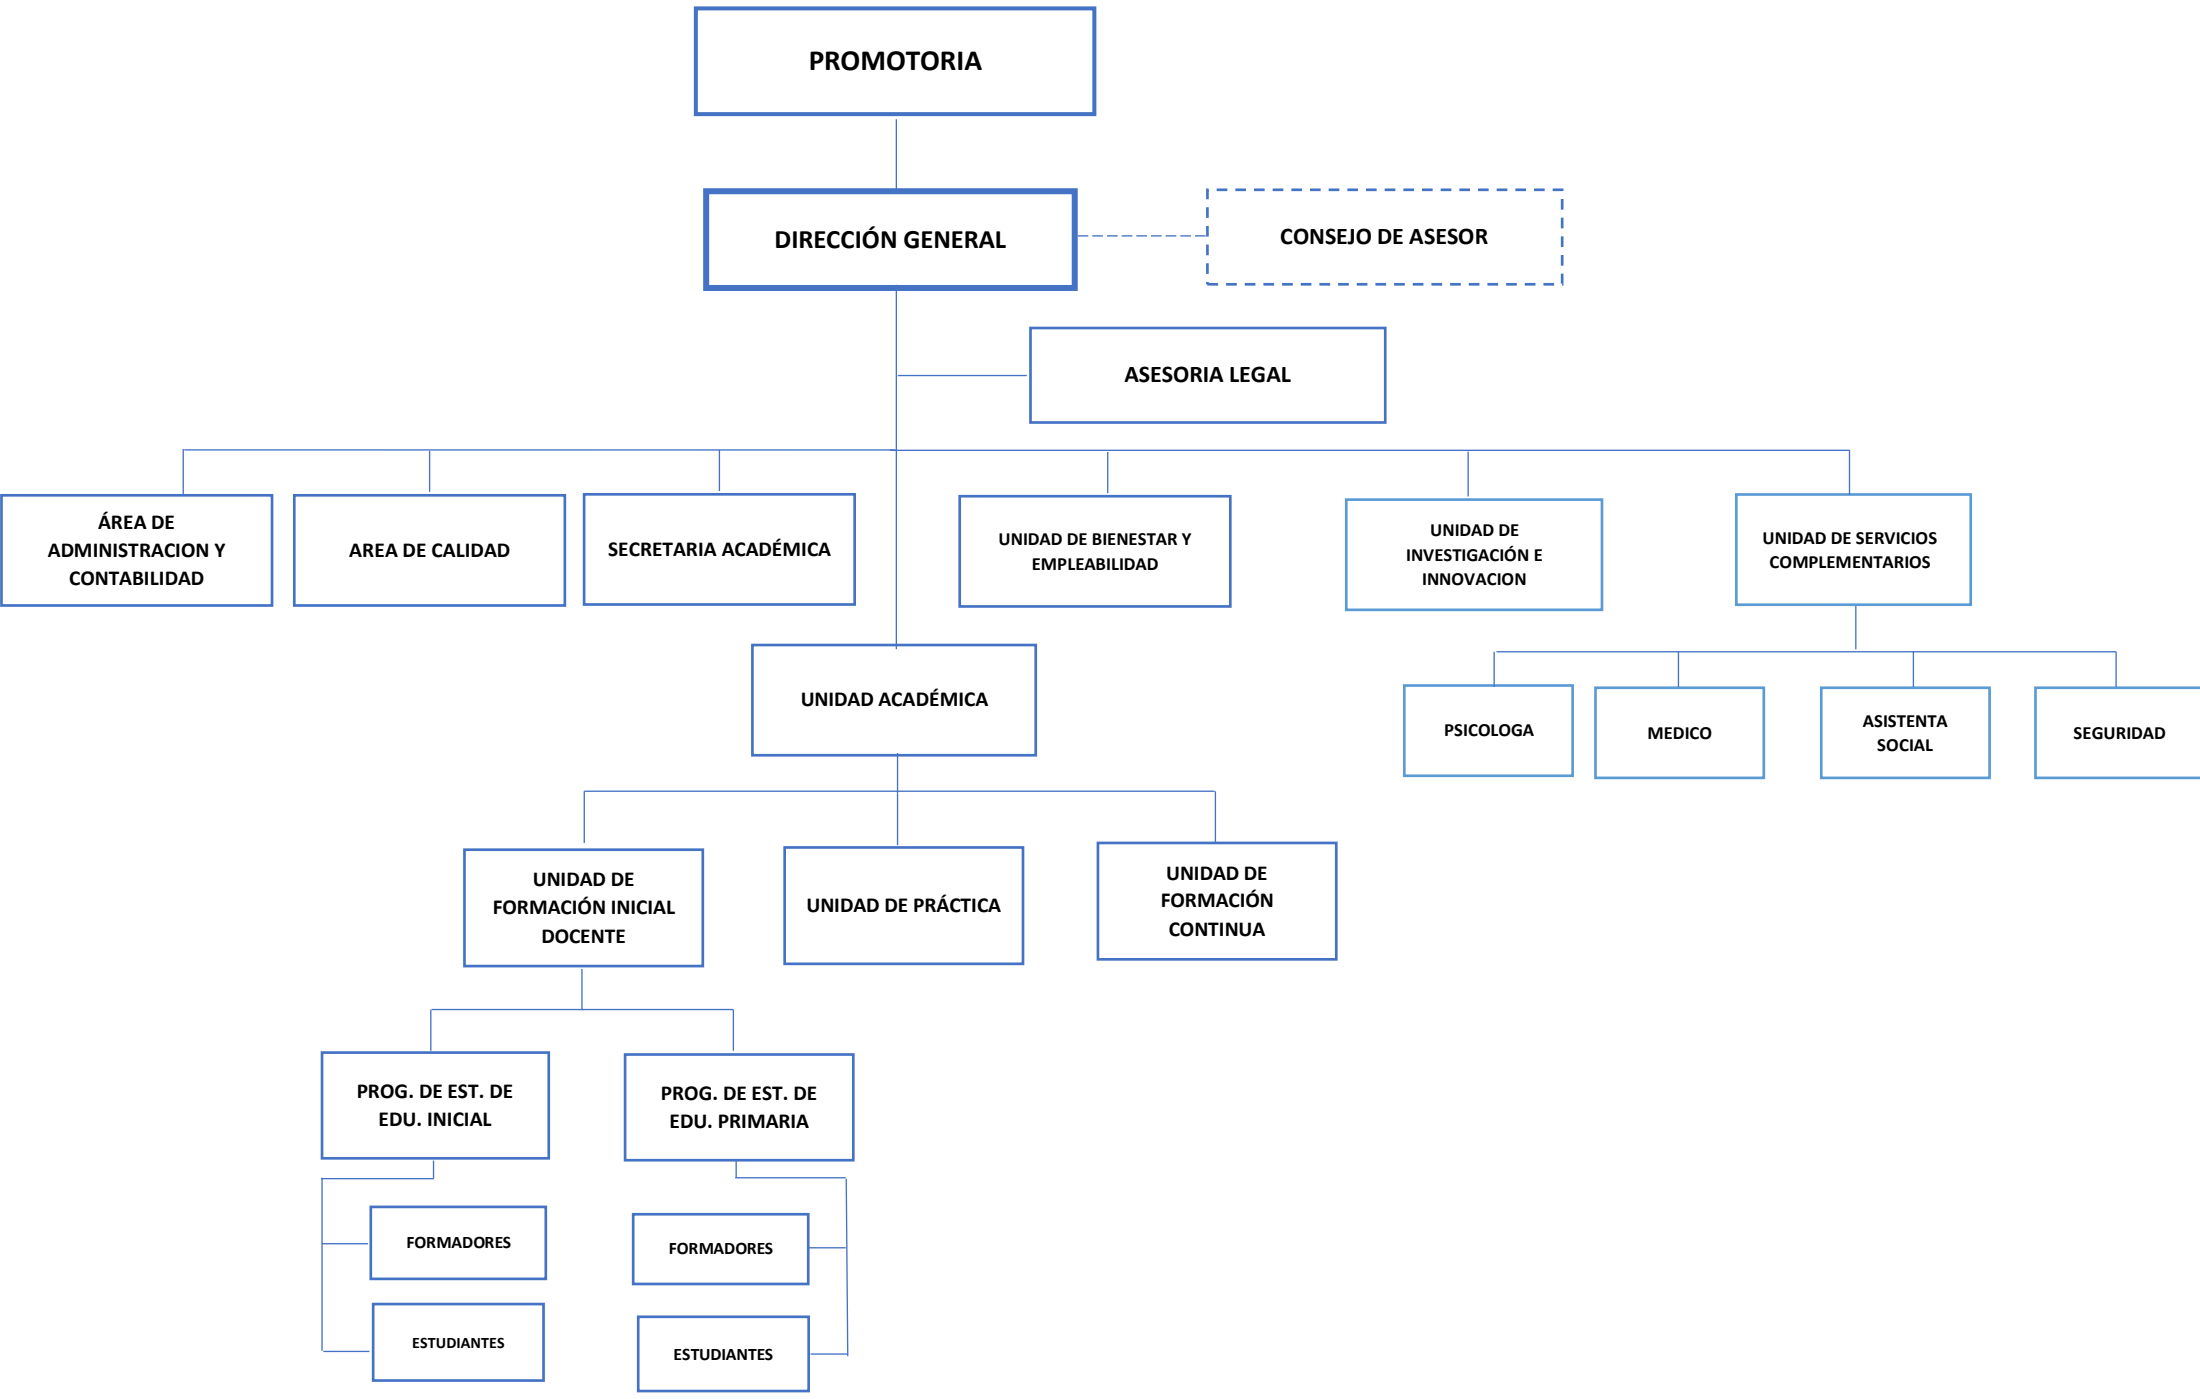 PROMOTORIA
DIRECCIÓN GENERAL
CONSEJO DE ASESOR
ASESORIA LEGAL
ÁREA DE
ADMINISTRACION Y
CONTABILIDAD
AREA DE CALIDAD
SECRETARIA ACADÉMICA
UNIDAD DE BIENESTAR Y
EMPLEABILIDAD
UNIDAD DE
INVESTIGACIÓN E
INNOVACION
UNIDAD DE SERVICIOS
COMPLEMENTARIOS
UNIDAD ACADÉMICA
PSICOLOGA
MEDICO
ASISTENTA
SOCIAL
SEGURIDAD
UNIDAD DE
FORMACIÓN INICIAL
DOCENTE
UNIDAD DE PRÁCTICA
UNIDAD DE
FORMACIÓN
CONTINUA
PROG. DE EST. DE
EDU. INICIAL
PROG. DE EST. DE
EDU. PRIMARIA
FORMADORES
FORMADORES
ESTUDIANTES
ESTUDIANTES